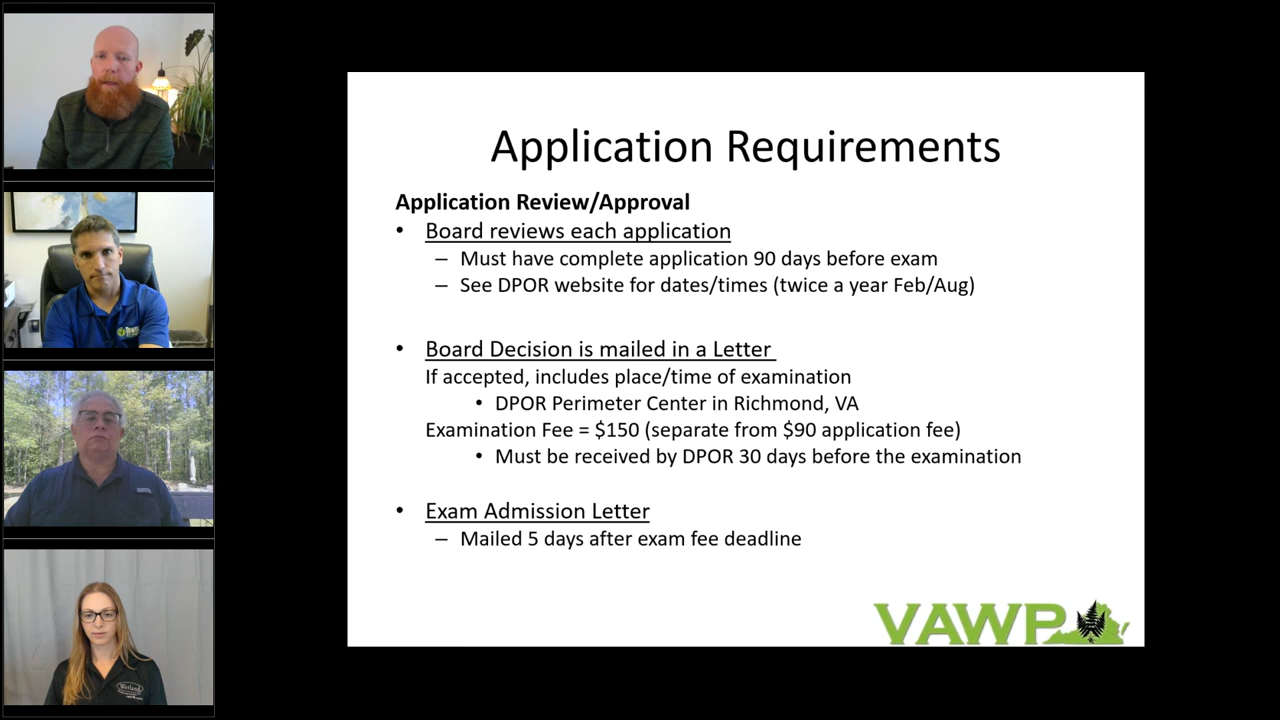 Application Requirements
Application Review/Approval
• Board reviews each application
– Must have complete application 90 days before exam
– See DPOR website for dates/times (twice a year Feb/Aug)
• Board Decision is mailed in a Letter
If accepted, includes place/time of examination
• DPOR Perimeter Center in Richmond, VA
Examination Fee = $150 (separate from $90 application fee)
• Must be received by DPOR 30 days before the examination
• Exam Admission Letter
– Mailed 5 days after exam fee deadline
VAWP